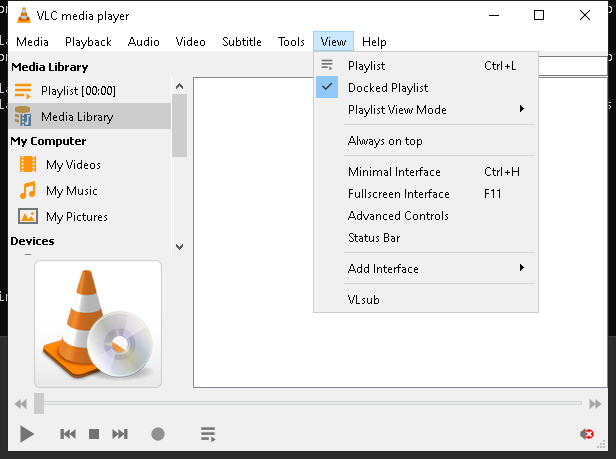 VLC media player
Media Playback Audio Video Subtitle Tools View Help
Media Library
Playlist [00:00]
Media Library
My Computer
My Videos
My Music
My Pictures
Devices
Playlist Ctrl+L
Docked Playlist
Playlist View Mode
Always on top
Minimal Interface Ctrl+H
Fullscreen Interface F11
Advanced Controls
Status Bar
Add Interface
VLsub